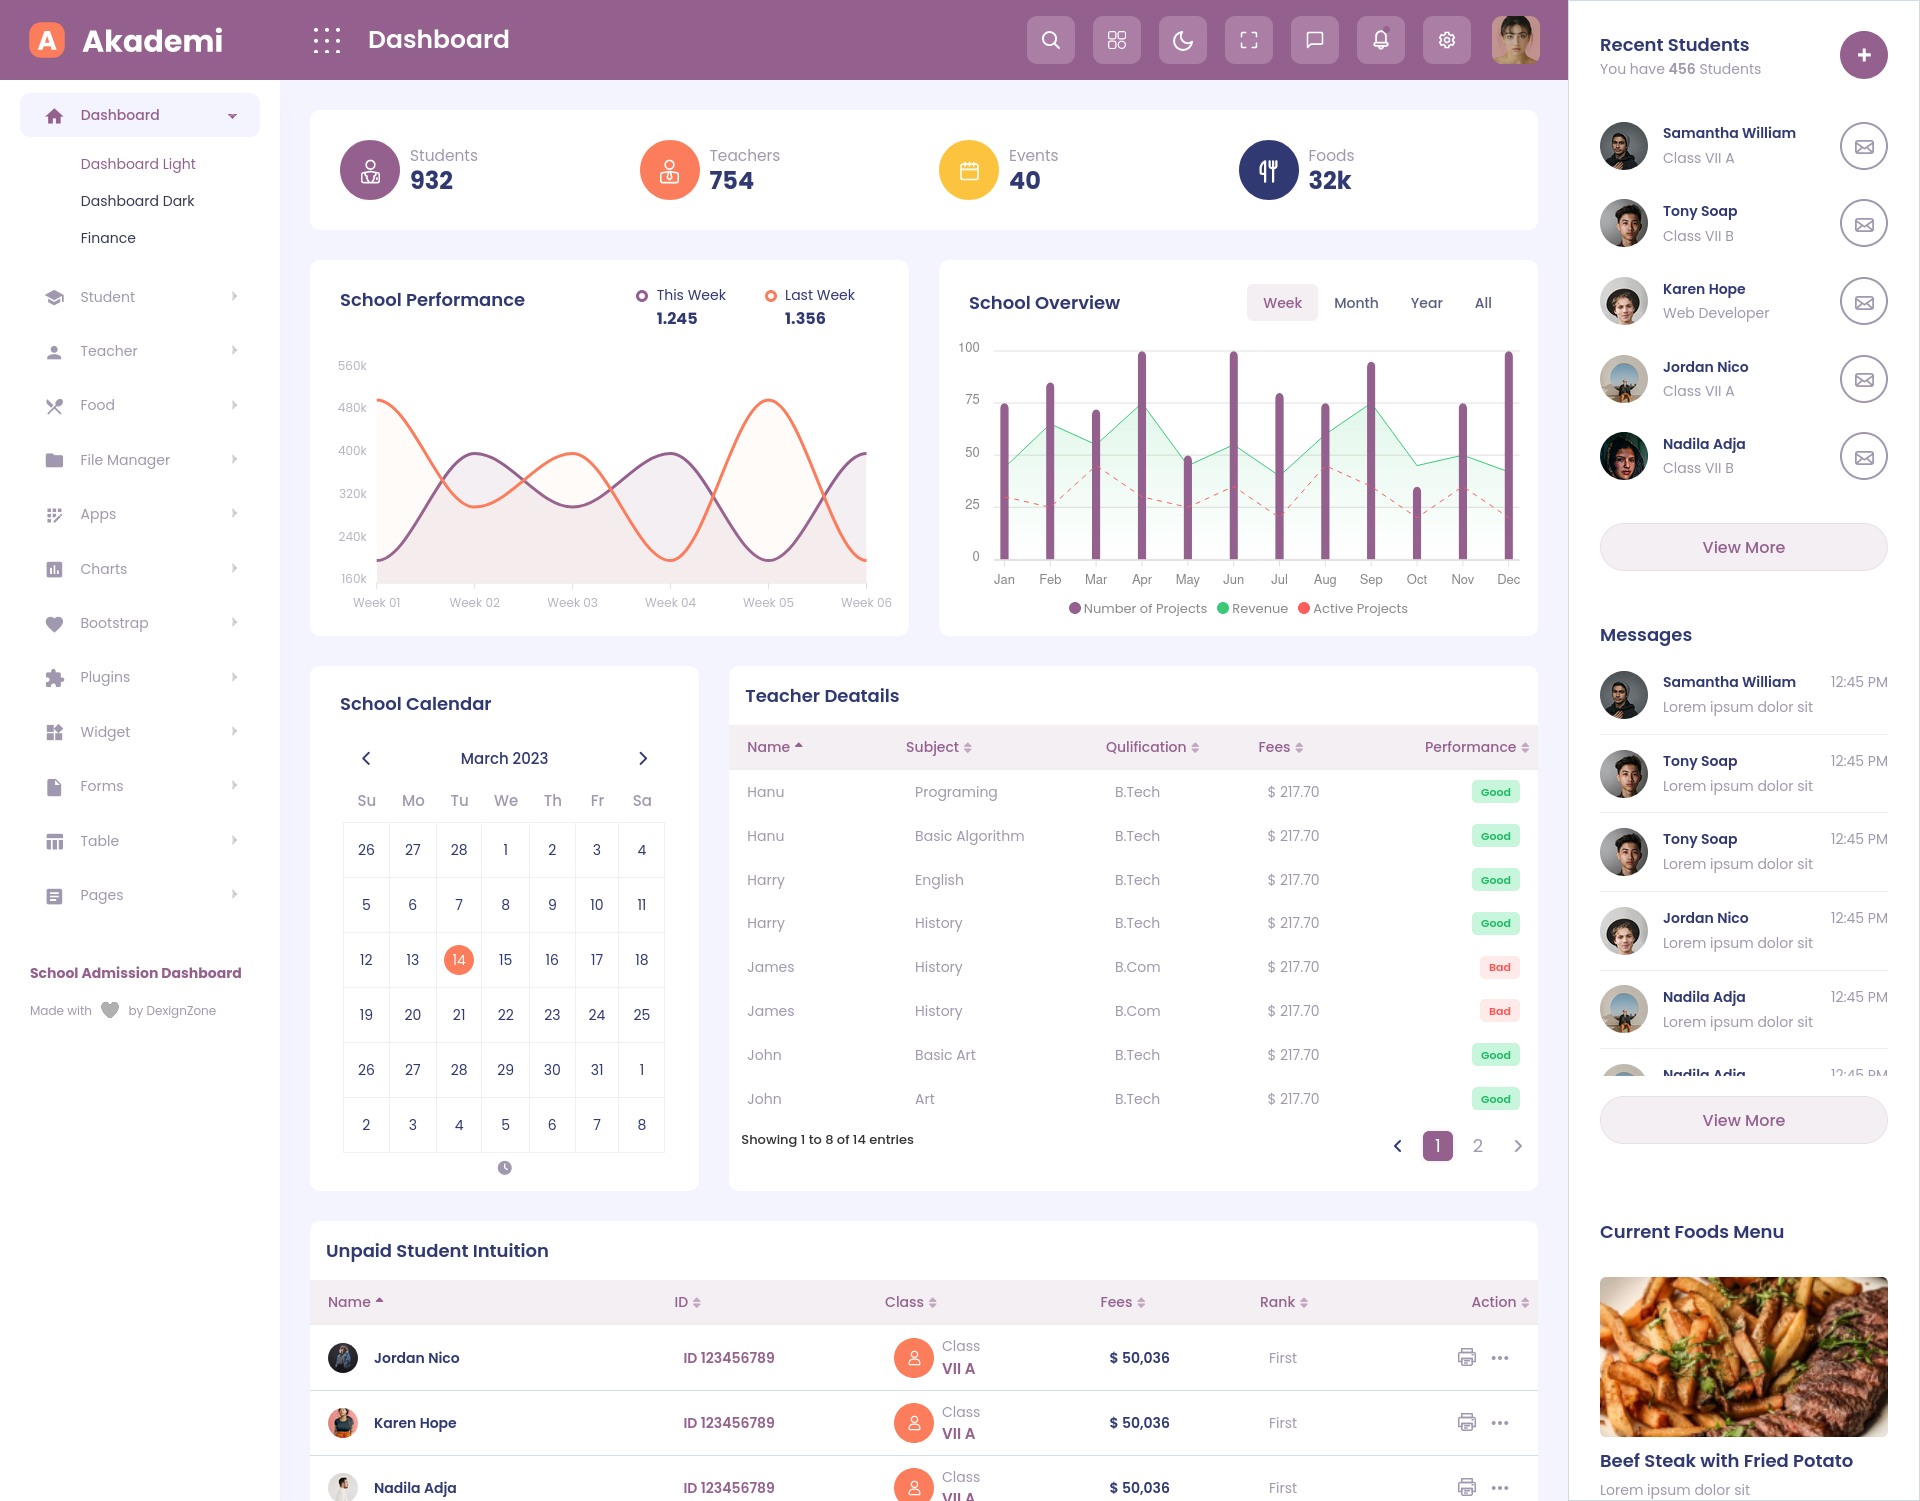 A Akademi
Dashboard
Dashboard
Dashboard Light
Dashboard Dark
Finance
Student
Teacher
Food
File Manager
Apps
Charts
Bootstrap
Plugins
Widget
Forms
Table
Pages
School Admission Dashboard
Made with by DexignZone
Students
932
Teachers
754
Events
40
Foods
32k
School Performance
This Week
1.245
Last Week
1.356
560k
480k
400k
320k
240k
160k
Week 01 Week 02 Week 03 Week 04 Week 05 Week 06
School Overview
Week Month Year All
100
75
50
25
0
Jan Feb Mar Apr May Jun Jul Aug Sep Oct Nov Dec
Number of Projects Revenue Active Projects
School Calendar
March 2023
Su Mo Tu We Th Fr Sa
26 27 28 1 2 3 4
5 6 7 8 9 10 11
12 13 14 15 16 17 18
19 20 21 22 23 24 25
26 27 28 29 30 31 1
2 3 4 5 6 7 8
Teacher Deatails
Name Subject Qulification Fees Performance
Hanu Programing B.Tech $ 217.70 Good
Hanu Basic Algorithm B.Tech $ 217.70 Good
Harry English B.Tech $ 217.70 Good
Harry History B.Tech $ 217.70 Good
James History B.Com $ 217.70 Bad
James History B.Com $ 217.70 Bad
John Basic Art B.Tech $ 217.70 Good
John Art B.Tech $ 217.70 Good
Showing 1 to 8 of 14 entries
1 2
Unpaid Student Intuition
Name ID Class Fees Rank Action
Jordan Nico ID 123456789 Class VII A $ 50,036 First
Karen Hope ID 123456789 Class VII A $ 50,036 First
Nadila Adja ID 123456789 Class VII A $ 50,036 First
Recent Students
You have 456 Students
Samantha William
Class VII A
Tony Soap
Class VII B
Karen Hope
Web Developer
Jordan Nico
Class VII A
Nadila Adja
Class VII B
View More
Messages
Samantha William 12:45 PM
Lorem ipsum dolor sit
Tony Soap 12:45 PM
Lorem ipsum dolor sit
Tony Soap 12:45 PM
Lorem ipsum dolor sit
Jordan Nico 12:45 PM
Lorem ipsum dolor sit
Nadila Adja 12:45 PM
Lorem ipsum dolor sit
Nadila Adja 12:45 PM
View More
Current Foods Menu
Beef Steak with Fried Potato
Lorem ipsum dolor sit